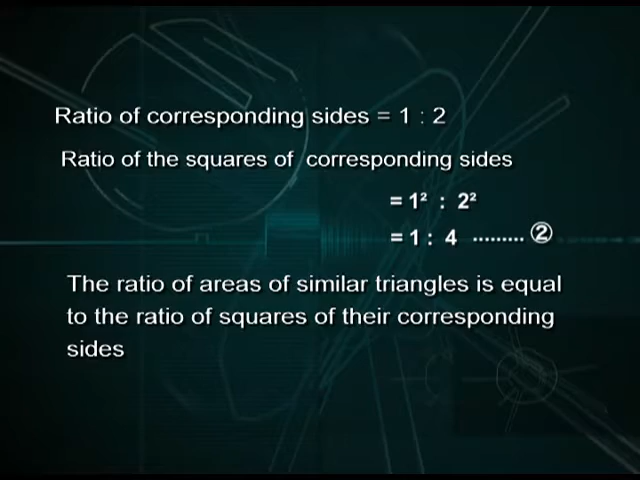 Ratio of corresponding sides = 1 : 2
Ratio of the squares of corresponding sides
= 1² : 2²
= 1 : 4 ......... ②
The ratio of areas of similar triangles is equal
to the ratio of squares of their corresponding
sides